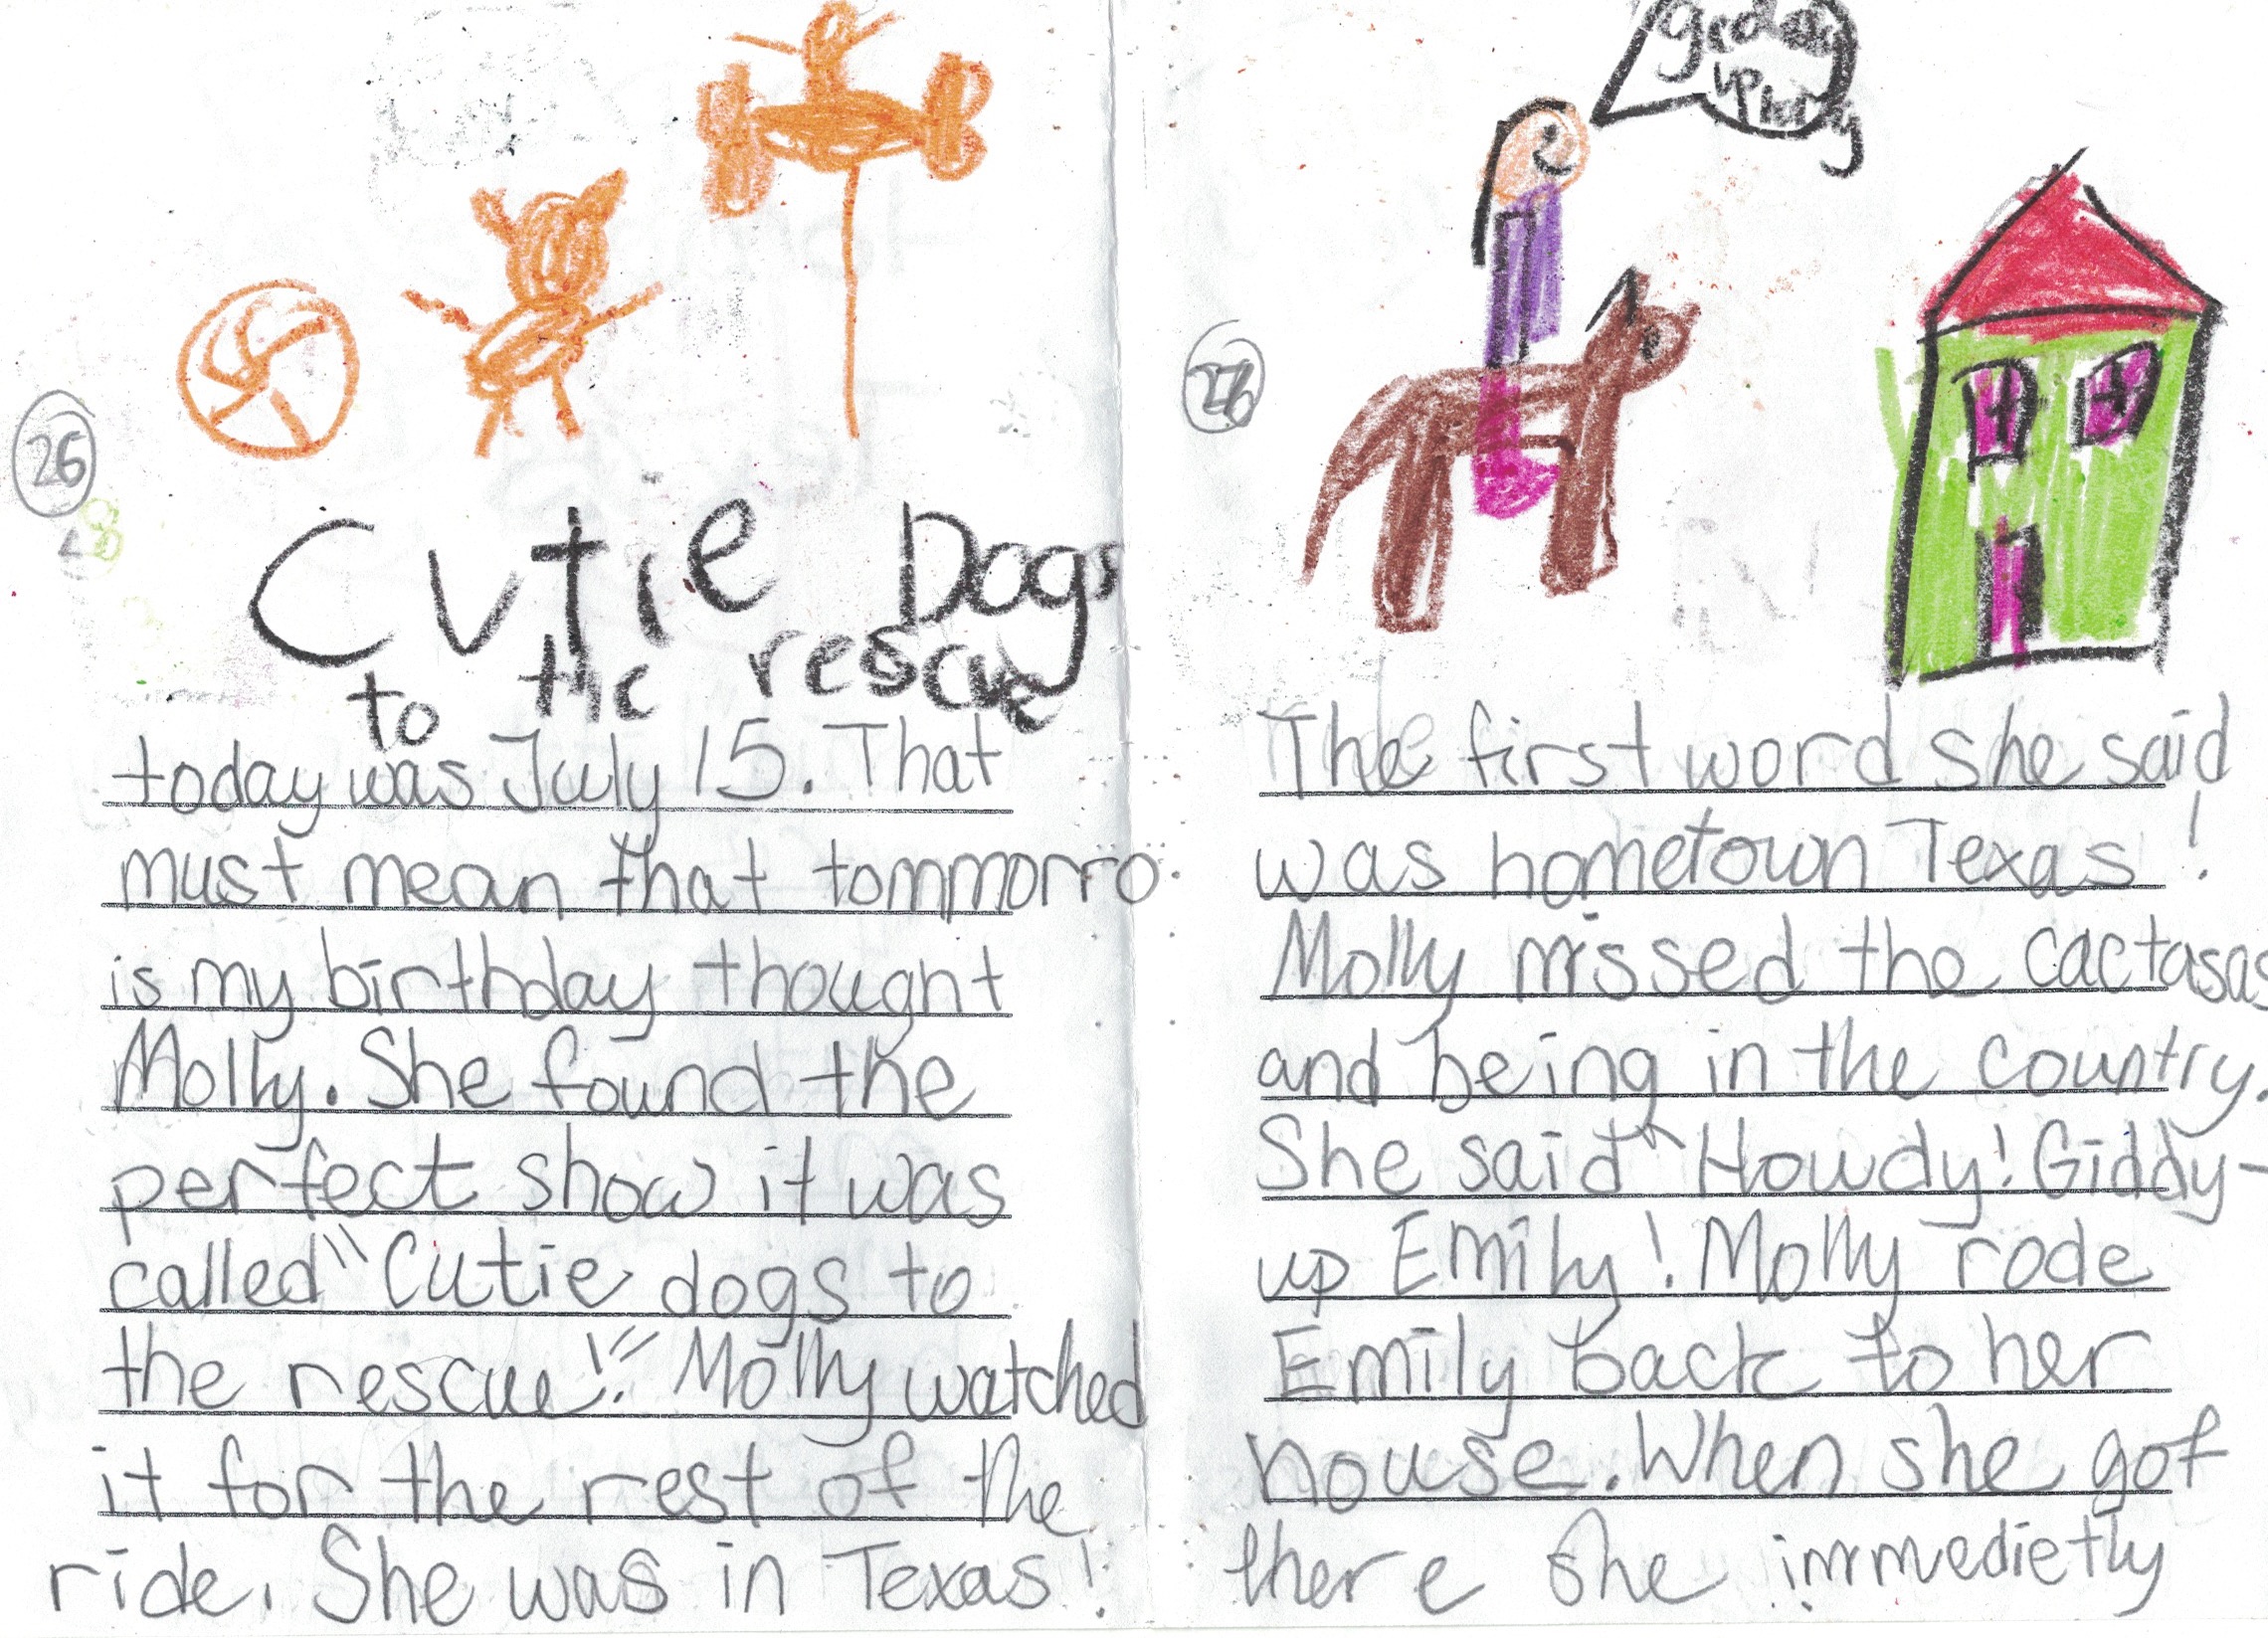 26
Cutie Dogs
to the rescue
today was July 15. That
must mean that tommorro
is my birthday thought
Molly. She found the
perfect show it was
called "Cutie dogs to
the rescue!" Molly watched
it for the rest of the
ride. She was in Texas!
up
The first word she said
was hometown Texas!
Molly missed the cactasas
and being in the country.
She said "Howdy! Giddy-
up Emily! Molly rode
Emily back to her
house. When she got
there she immedietly